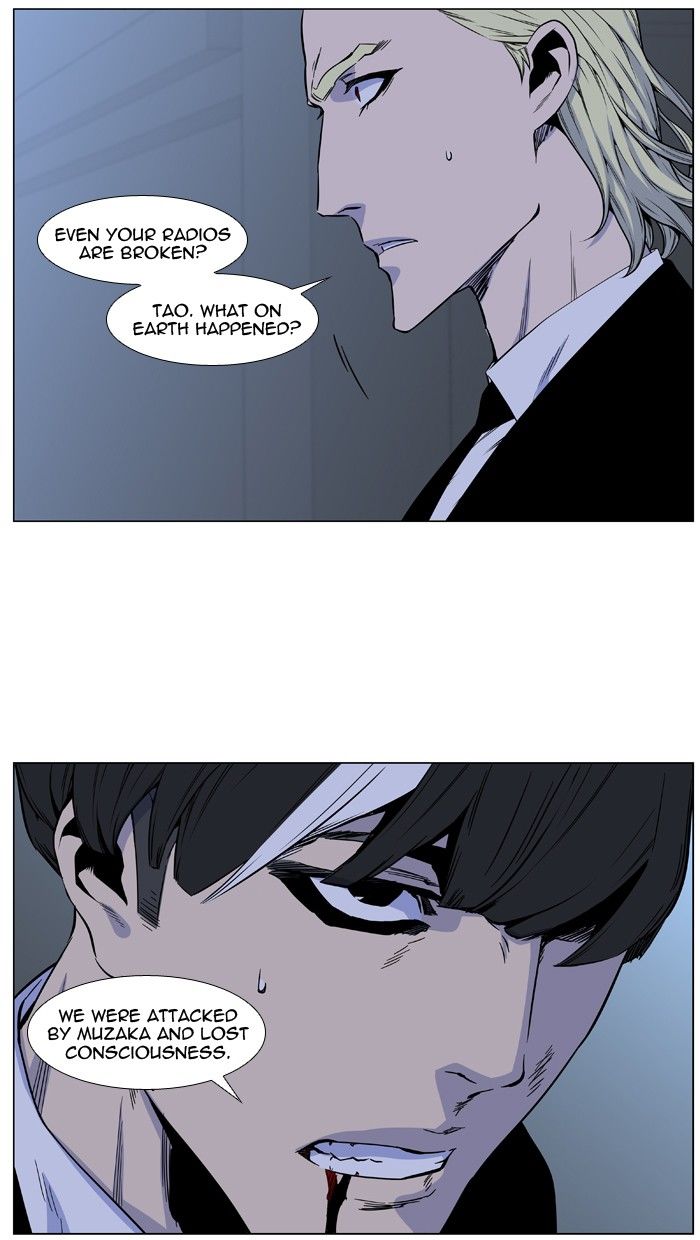 EVEN YOUR RADIOS
ARE BROKEN?
TAO. WHAT ON
EARTH HAPPENED?
WE WERE ATTACKED
BY MUZAKA AND LOST
CONSCIOUSNESS.